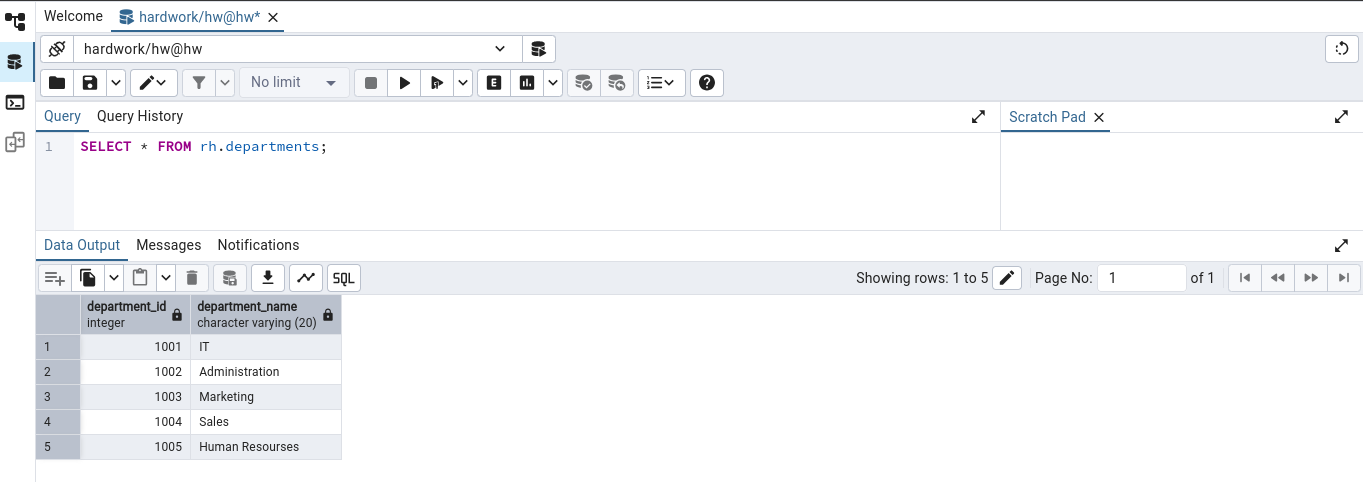 Welcome hardwork/hw@hw*
hardwork/hw@hw
No limit
E
Query Query History Scratch Pad
1 SELECT * FROM rh.departments;
Data Output Messages Notifications
SQL Showing rows: 1 to 5 Page No: 1 of 1
department_id department_name
integer character varying (20)
1 1001 IT
2 1002 Administration
3 1003 Marketing
4 1004 Sales
5 1005 Human Resourses